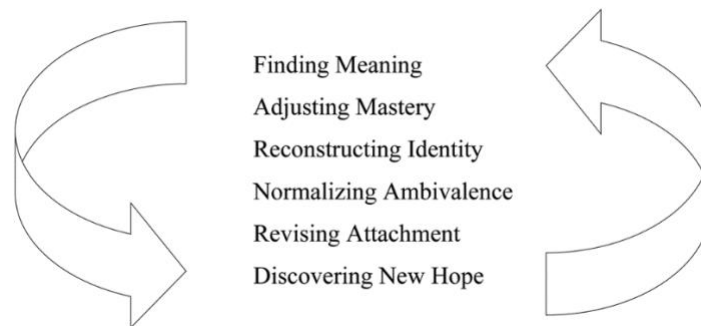 Finding Meaning
Adjusting Mastery
Reconstructing Identity
Normalizing Ambivalence
Revising Attachment
Discovering New Hope